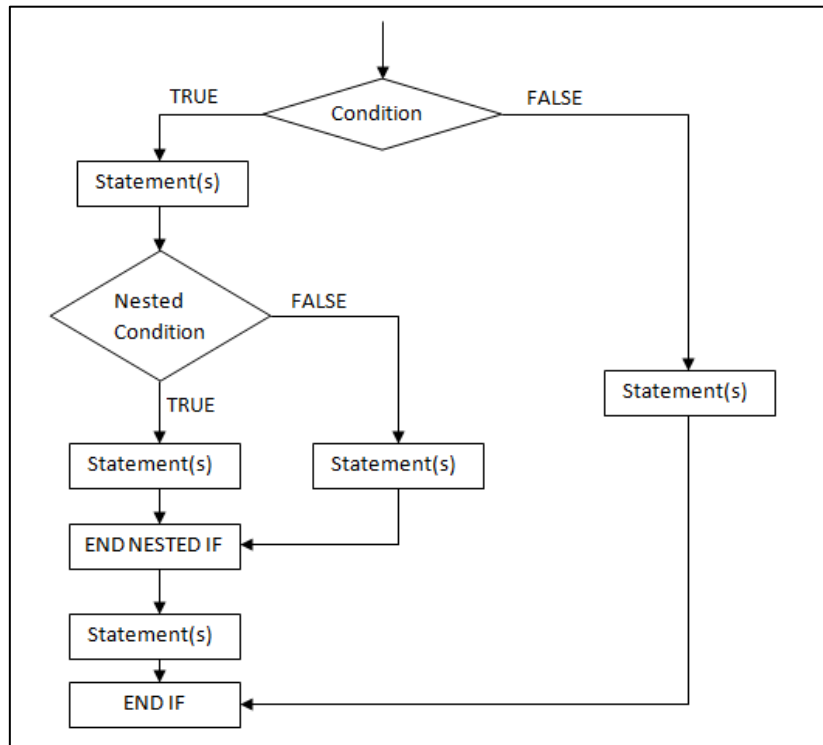 TRUE
FALSE
Condition
Statement(s)
Nested
Condition
FALSE
TRUE
Statement(s)
Statement(s)
Statement(s)
END NESTED IF
Statement(s)
END IF